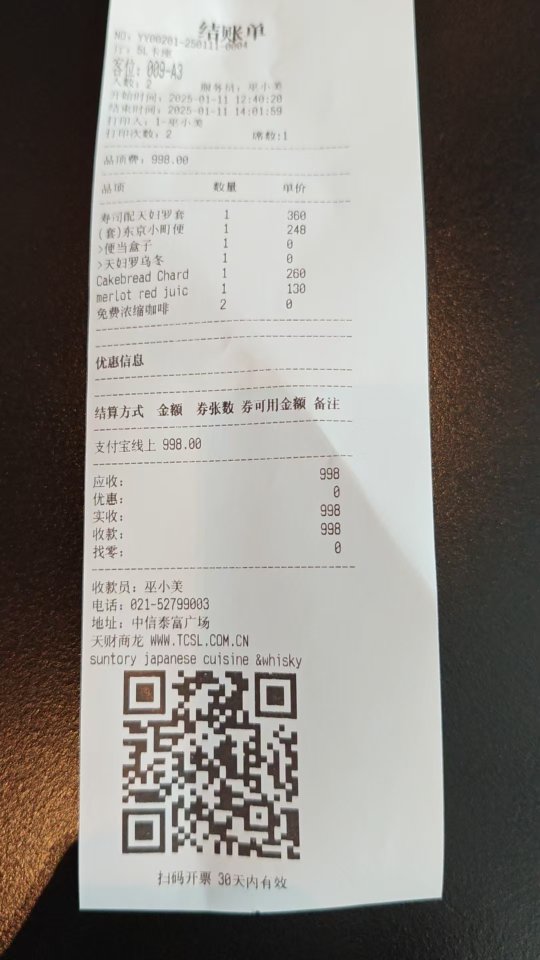 结账单
NO: YY00201-250111-0004
厅: 5L卡座
客位: 009-A3
人数: 2 服务员: 巫小美
开始时间: 2025-01-11 12:40:20
结束时间: 2025-01-11 14:01:59
打印人: 1-巫小美
打印次数: 2 席数:1
品项费: 998.00
品项 数量 单价
寿司配天妇罗套 1 360
(套)东京小町便 1 248
>便当盒子 1 0
>天妇罗乌冬 1 0
Cakebread Chard 1 260
merlot red juic 1 130
免费浓缩咖啡 2 0
优惠信息
结算方式 金额 券张数 券可用金额 备注
支付宝线上 998.00
应收: 998
优惠: 0
实收: 998
收款: 998
找零: 0
收款员: 巫小美
电话: 021-52799003
地址: 中信泰富广场
天财商龙 WWW.TCSL.COM.CN
suntory japanese cuisine &whisky
扫码开票 30天内有效